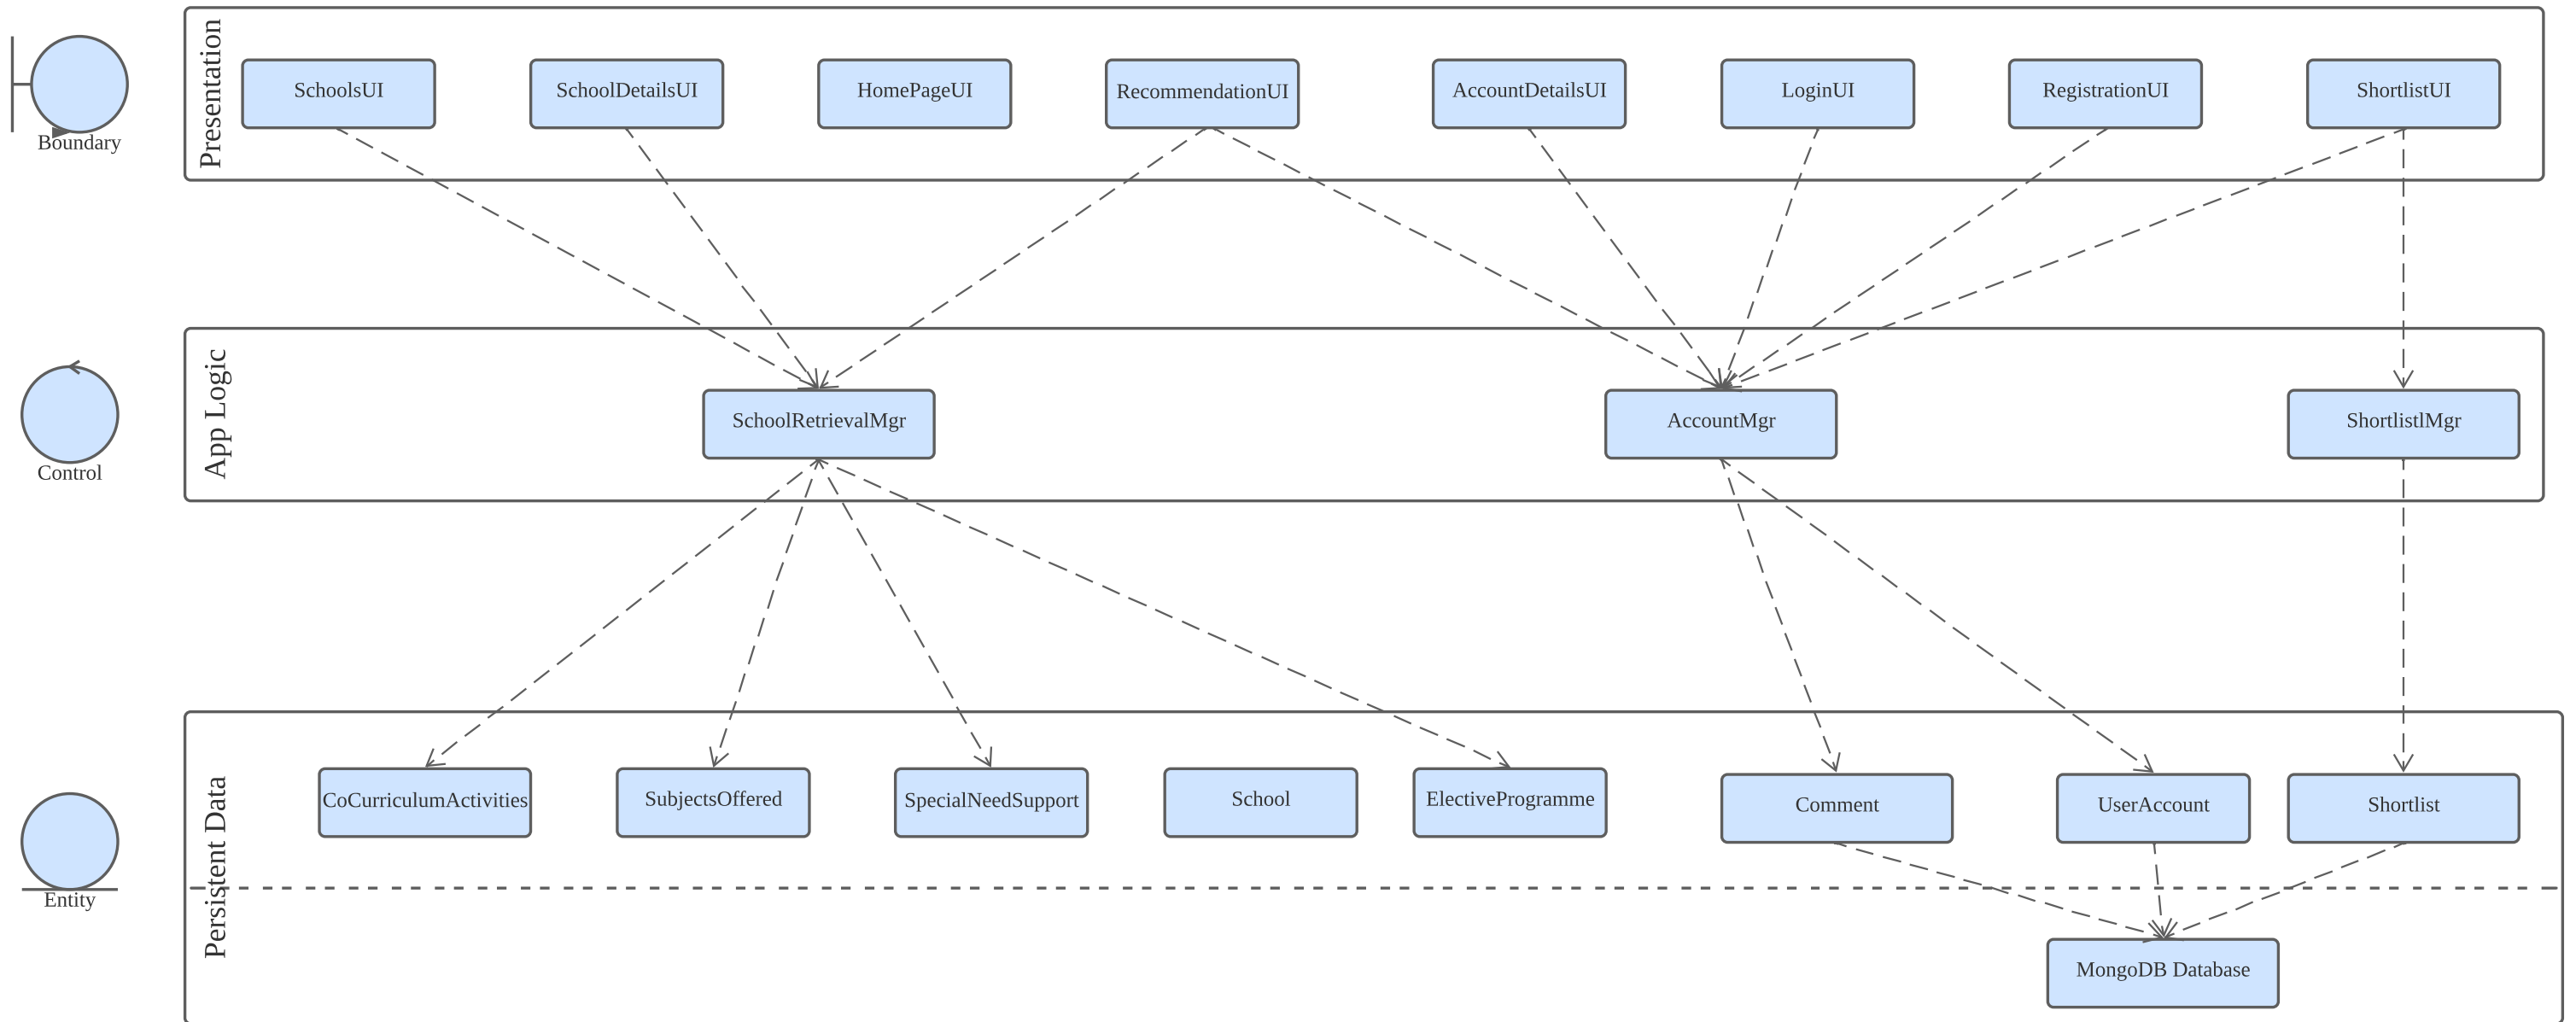 Presentation
SchoolsUI
SchoolDetailsUI
HomePageUI
RecommendationUI
AccountDetailsUI
LoginUI
RegistrationUI
ShortlistUI
Boundary
App Logic
SchoolRetrievalMgr
AccountMgr
ShortlistlMgr
Control
Persistent Data
CoCurriculumActivities
SubjectsOffered
SpecialNeedSupport
School
ElectiveProgramme
Comment
UserAccount
Shortlist
Entity
MongoDB Database